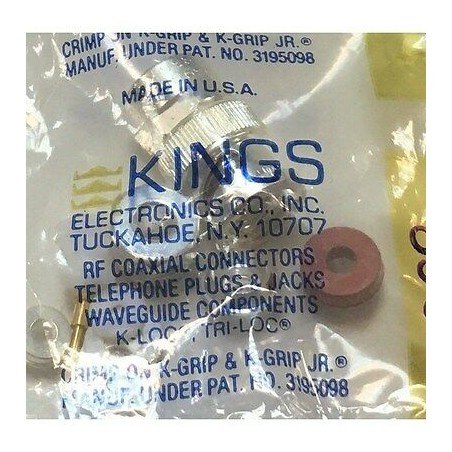 CRIMP ON K-GRIP & K-GRIP JR.®
MANUF. UNDER PAT. NO. 3195098
MADE IN U.S.A.
KINGS
ELECTRONICS CO., INC.
TUCKAHOE, N.Y. 10707
RF COAXIAL CONNECTORS
TELEPHONE PLUGS & JACKS
WAVEGUIDE COMPONENTS
K-LOC®, TRI-LOC®
CRIMP ON K-GRIP & K-GRIP JR.®
MANUF. UNDER PAT. NO. 3195098